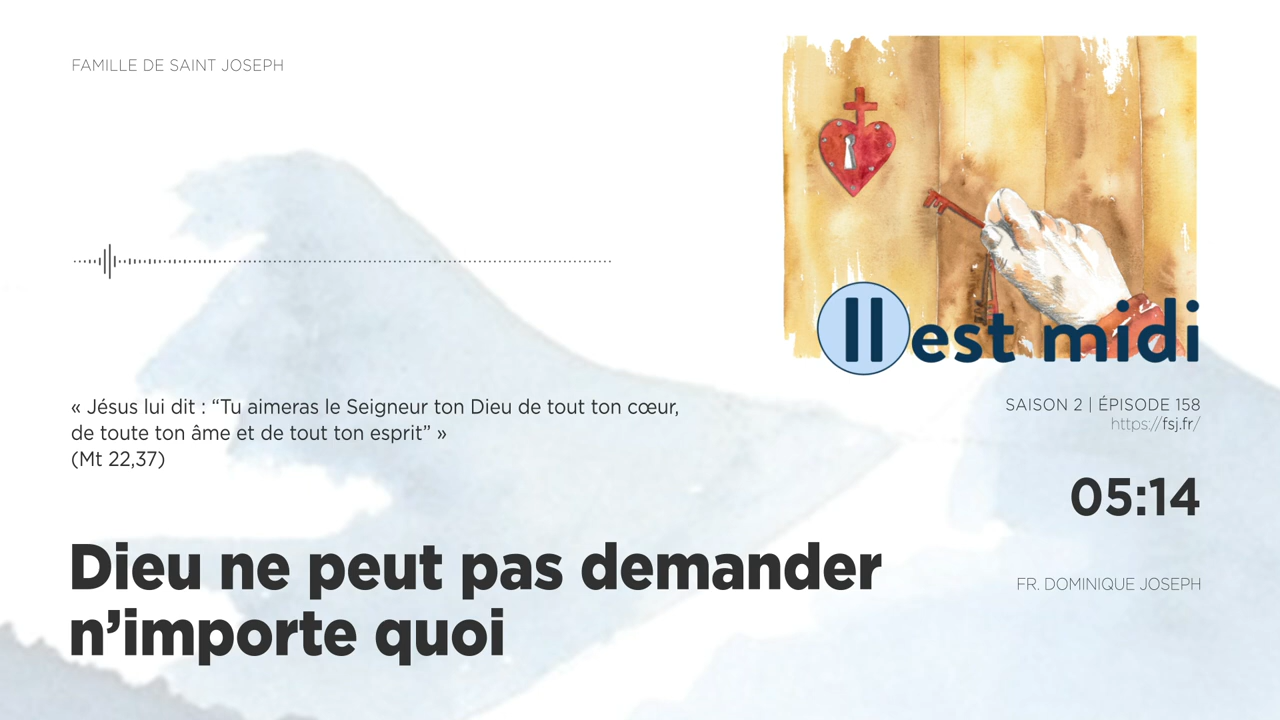 FAMILLE DE SAINT JOSEPH
Il est midi
« Jésus lui dit : “Tu aimeras le Seigneur ton Dieu de tout ton cœur,
de toute ton âme et de tout ton esprit” »
(Mt 22,37)
SAISON 2 | ÉPISODE 158
https://fsj.fr/
05:14
Dieu ne peut pas demander
n’importe quoi
FR. DOMINIQUE JOSEPH